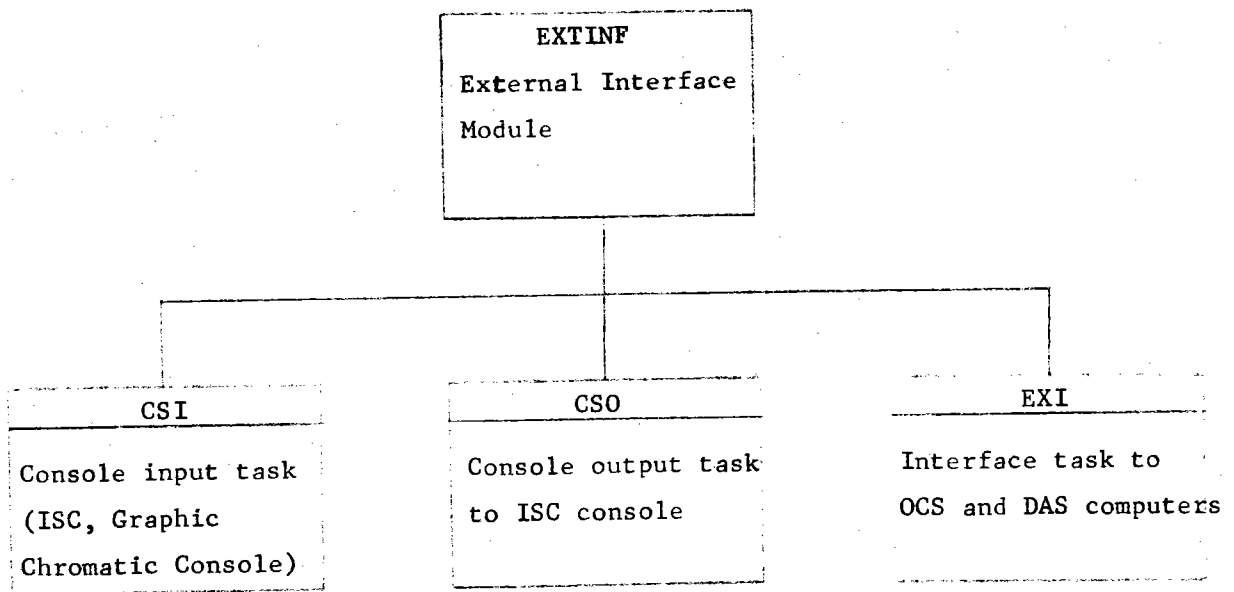 EXTINF
External Interface
Module
CSI
Console input task
(ISC, Graphic
Chromatic Console)
CSO
Console output task
to ISC console
EXI
Interface task to
OCS and DAS computers